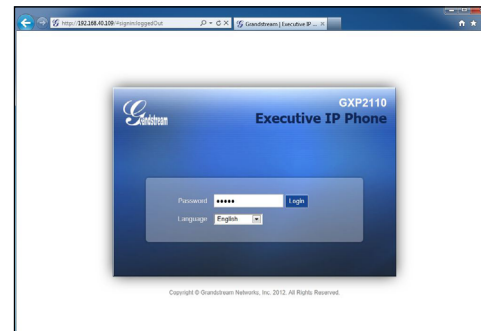 http://192.168.40.109/#signin:loggedOut
Grandstream | Executive IP ...
Grandstream
GXP2110
Executive IP Phone
Password ••••• Login
Language English
Copyright © Grandstream Networks, Inc. 2012. All Rights Reserved.